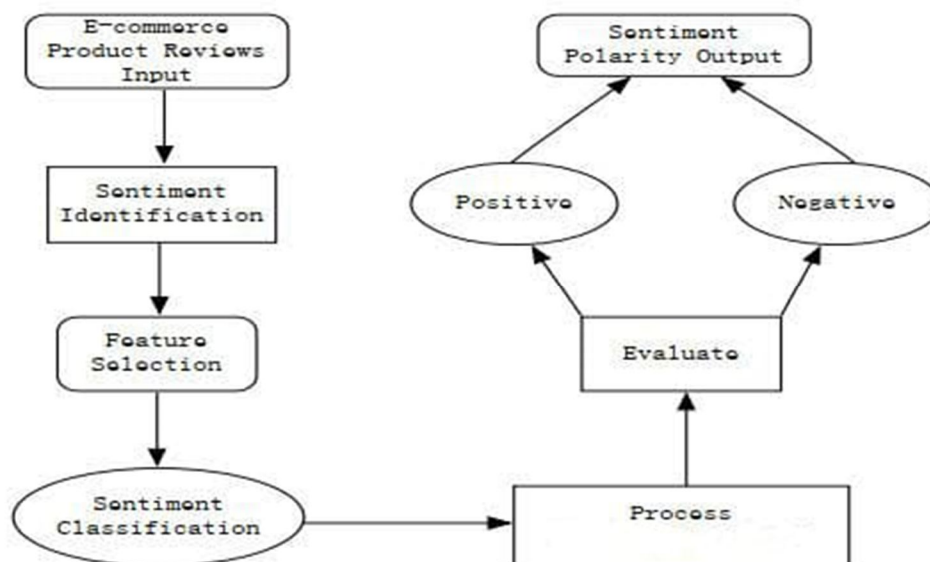 E-commerce
Product Reviews
Input
Sentiment
Identification
Feature
Selection
Sentiment
Classification
Process
Evaluate
Positive
Negative
Sentiment
Polarity Output